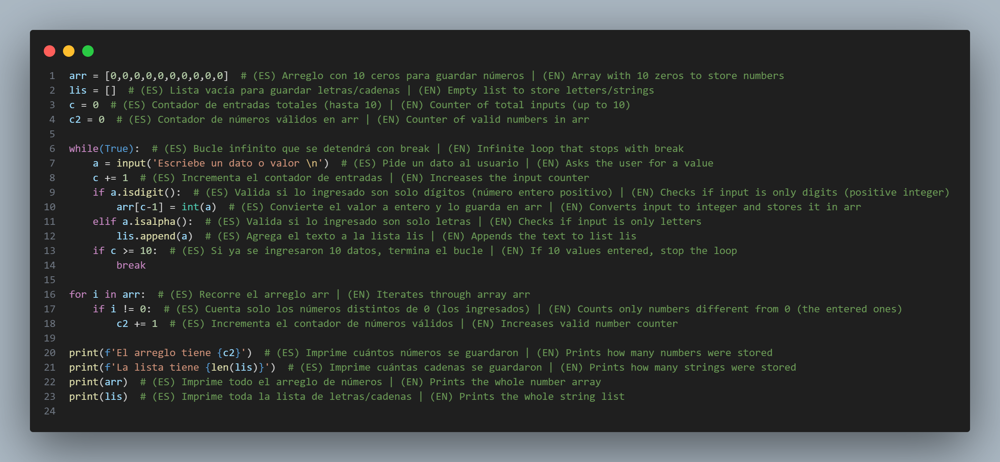 1 arr = [0,0,0,0,0,0,0,0,0,0]  # (ES) Arreglo con 10 ceros para guardar números | (EN) Array with 10 zeros to store numbers
2 lis = []  # (ES) Lista vacía para guardar letras/cadenas | (EN) Empty list to store letters/strings
3 c = 0  # (ES) Contador de entradas totales (hasta 10) | (EN) Counter of total inputs (up to 10)
4 c2 = 0  # (ES) Contador de números válidos en arr | (EN) Counter of valid numbers in arr
5
6 while(True):  # (ES) Bucle infinito que se detendrá con break | (EN) Infinite loop that stops with break
7     a = input('Escriebe un dato o valor \n')  # (ES) Pide un dato al usuario | (EN) Asks the user for a value
8     c += 1  # (ES) Incrementa el contador de entradas | (EN) Increases the input counter
9     if a.isdigit():  # (ES) Valida si lo ingresado son solo dígitos (número entero positivo) | (EN) Checks if input is only digits (positive integer)
10         arr[c-1] = int(a)  # (ES) Convierte el valor a entero y lo guarda en arr | (EN) Converts input to integer and stores it in arr
11     elif a.isalpha():  # (ES) Valida si lo ingresado son solo letras | (EN) Checks if input is only letters
12         lis.append(a)  # (ES) Agrega el texto a la lista lis | (EN) Appends the text to list lis
13     if c >= 10:  # (ES) Si ya se ingresaron 10 datos, termina el bucle | (EN) If 10 values entered, stop the loop
14         break
15
16 for i in arr:  # (ES) Recorre el arreglo arr | (EN) Iterates through array arr
17     if i != 0:  # (ES) Cuenta solo los números distintos de 0 (los ingresados) | (EN) Counts only numbers different from 0 (the entered ones)
18         c2 += 1  # (ES) Incrementa el contador de números válidos | (EN) Increases valid number counter
19
20 print(f'El arreglo tiene {c2}')  # (ES) Imprime cuántos números se guardaron | (EN) Prints how many numbers were stored
21 print(f'La lista tiene {len(lis)}')  # (ES) Imprime cuántas cadenas se guardaron | (EN) Prints how many strings were stored
22 print(arr)  # (ES) Imprime todo el arreglo de números | (EN) Prints the whole number array
23 print(lis)  # (ES) Imprime toda la lista de letras/cadenas | (EN) Prints the whole string list
24